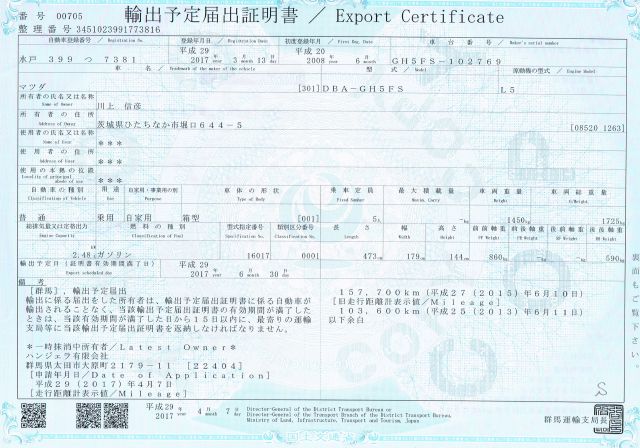 番号 00705 輸出予定届出証明書 / Export Certificate
整理番号 3451023991773816
自動車登録番号 / Registration No. 登録年月日 / Registration Date 初度登録年月 / First Reg. Date 車台番号 / Maker's serial number
水戸 399 つ 7381 平成29 2017 年 3 月 13 日 平成20 2008 年 6 月 GH5FS-102769
車名 / Trademark of the maker of the vehicle 型式 / Model 原動機の型式 / Engine Model
マツダ [301] DBA-GH5FS L5
所有者の氏名又は名称 Name of Owner 川上 信彦
所有者の住所 Address of Owner 茨城県ひたちなか市堀口644-5 [08520 1263]
使用者の氏名又は名称 Name of User ***
使用者の住所 Address of User ***
使用の本拠の位置 Locality of principal abode of use ***
自動車の種別 Classification of Vehicle 用途 Use 自家用・事業用の別 Purpose 車体の形状 Type of Body 乗車定員 Fixed Number 最大積載量 Maxim. Carry 車両重量 Weight 車両総重量 G/Weight
普通 乗用 自家用 箱型 [001] 5人 -kg 1450kg 1725kg
総排気量又は定格出力 Engine Capacity 燃料の種類 Classification of Fuel 型式指定番号 Specification No. 類別区分番号 Classification No. 長さ Length 幅 Width 高さ Height 前前軸重 FF Weight 前後軸重 FR Weight 後前軸重 RF Weight 後後軸重 RR Weight
2.48 kW ℓ ガソリン 16017 0001 473cm 179cm 144cm 860kg -kg -kg 590kg
輸出予定日(証明書有効期間満了日) Export scheduled day 平成29 2017 年 6 月 30 日
備考
[群馬],輸出予定届出
輸出に係る届出をした所有者は、輸出予定届出証明書に係る自動車が
輸出されることなく、当該輸出予定届出証明書の有効期間が満了した
ときは、当該有効期間が満了した日から15日以内に、最寄りの運輸
支局等に当該輸出予定届出証明書を返納しなければなりません。
*一時抹消中所有者/Latest Owner*
ハンジェラ有限会社
群馬県太田市大原町2179-11 [22404]
[申請年月日/Date of Application]
平成29(2017)年4月7日
[走行距離計表示値/Mileage]
157,700km(平成27(2015)年6月10日)
[旧走行距離計表示値/Mileage]
103,600km(平成25(2013)年6月11日)
以下余白
裏面もご覧下さい。
平成29 2017 年 4 月 7 日
Director-General of the District Transport Bureau or
Director-General of the District Transport Branch Office,
Ministry of Land, Infrastructure, Transport and Tourism, Japan
群馬運輸支局長
国土交通省